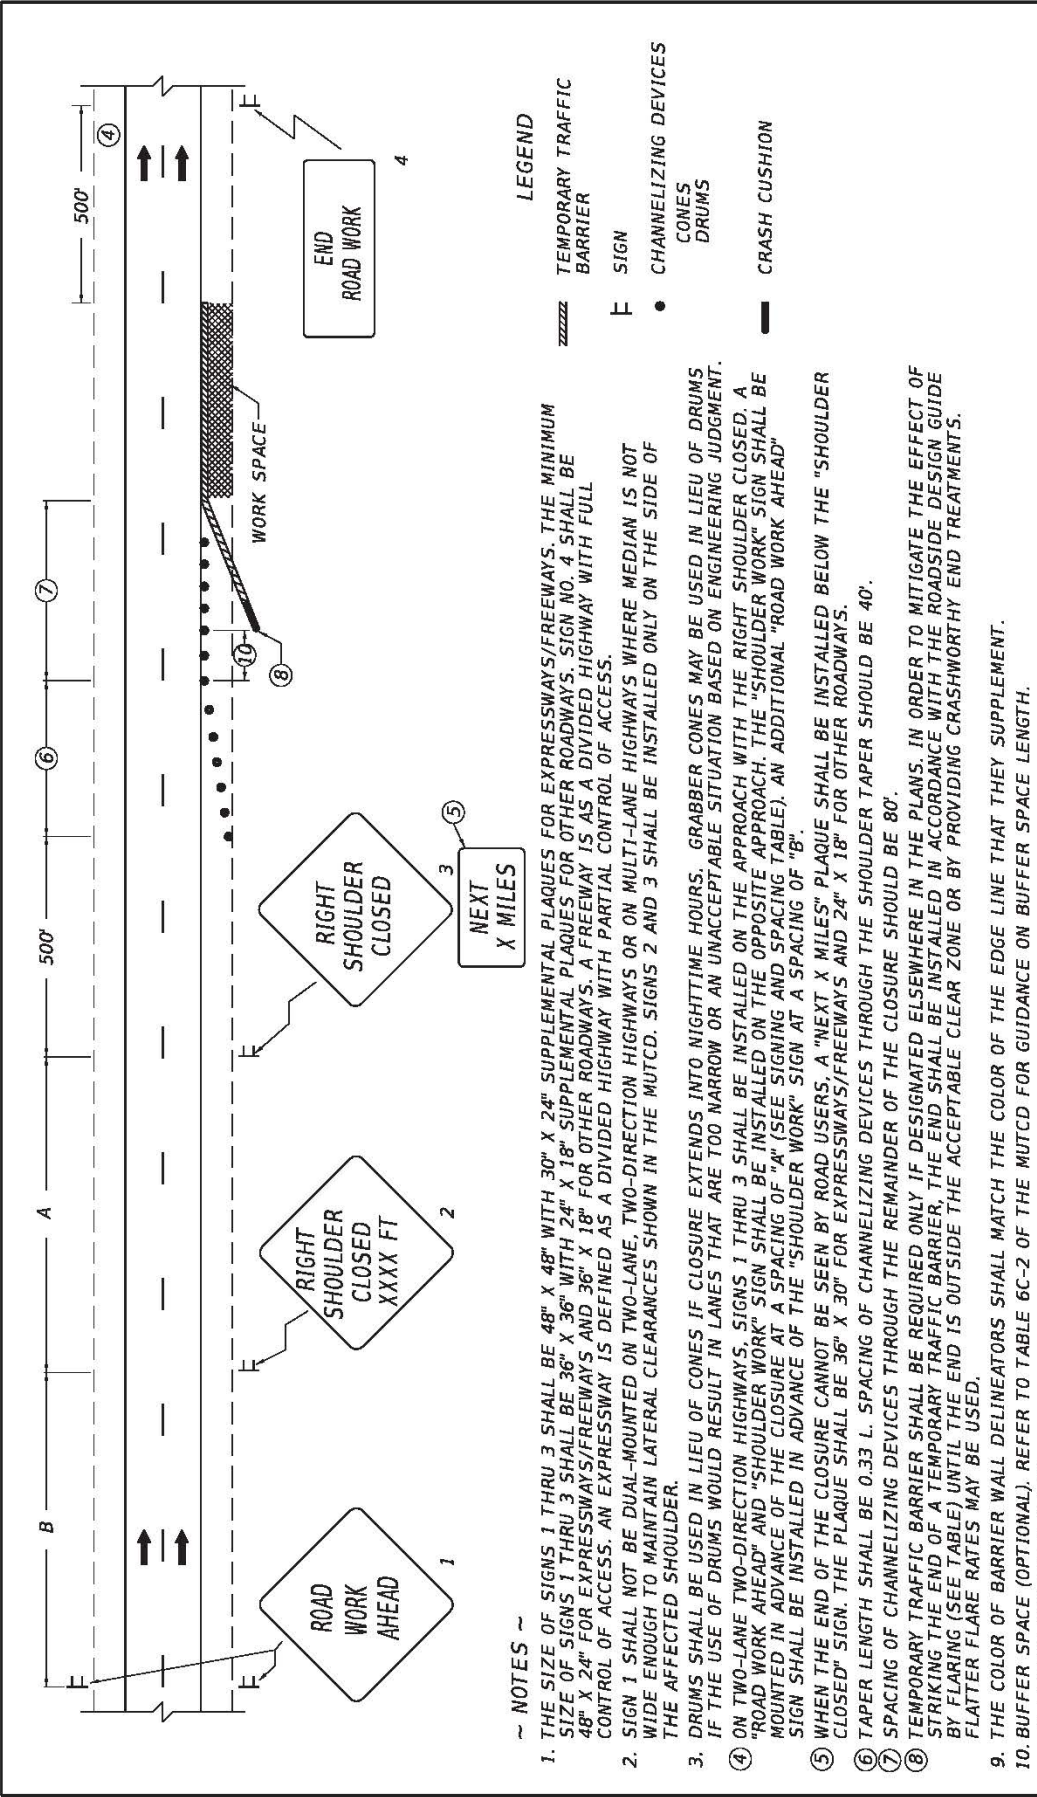 B
A
500'
6
7
500'
4
10
8
WORK SPACE
ROAD
WORK
AHEAD
1
RIGHT
SHOULDER
CLOSED
XXXX FT
2
RIGHT
SHOULDER
CLOSED
3
NEXT
X MILES
5
END
ROAD WORK
4
~ NOTES ~
1. THE SIZE OF SIGNS 1 THRU 3 SHALL BE 48" X 48" WITH 30" X 24" SUPPLEMENTAL PLAQUES FOR EXPRESSWAYS/FREEWAYS. THE MINIMUM
SIZE OF SIGNS 1 THRU 3 SHALL BE 36" X 36" WITH 24" X 18" SUPPLEMENTAL PLAQUES FOR OTHER ROADWAYS. SIGN NO. 4 SHALL BE
48" X 24" FOR EXPRESSWAYS/FREEWAYS AND 36" X 18" FOR OTHER ROADWAYS. A FREEWAY IS AS A DIVIDED HIGHWAY WITH FULL
CONTROL OF ACCESS. AN EXPRESSWAY IS DEFINED AS A DIVIDED HIGHWAY WITH PARTIAL CONTROL OF ACCESS.
2. SIGN 1 SHALL NOT BE DUAL-MOUNTED ON TWO-LANE, TWO-DIRECTION HIGHWAYS OR ON MULTI-LANE HIGHWAYS WHERE MEDIAN IS NOT
WIDE ENOUGH TO MAINTAIN LATERAL CLEARANCES SHOWN IN THE MUTCD. SIGNS 2 AND 3 SHALL BE INSTALLED ONLY ON THE SIDE OF
THE AFFECTED SHOULDER.
3. DRUMS SHALL BE USED IN LIEU OF CONES IF CLOSURE EXTENDS INTO NIGHTTIME HOURS. GRABBER CONES MAY BE USED IN LIEU OF DRUMS
IF THE USE OF DRUMS WOULD RESULT IN LANES THAT ARE TOO NARROW OR AN UNACCEPTABLE SITUATION BASED ON ENGINEERING JUDGMENT.
4 ON TWO-LANE TWO-DIRECTION HIGHWAYS, SIGNS 1 THRU 3 SHALL BE INSTALLED ON THE APPROACH WITH THE RIGHT SHOULDER CLOSED. A
"ROAD WORK AHEAD" AND "SHOULDER WORK" SIGN SHALL BE INSTALLED ON THE OPPOSITE APPROACH. THE "SHOULDER WORK" SIGN SHALL BE
MOUNTED IN ADVANCE OF THE CLOSURE AT A SPACING OF "A" (SEE SIGNING AND SPACING TABLE). AN ADDITIONAL "ROAD WORK AHEAD"
SIGN SHALL BE INSTALLED IN ADVANCE OF THE "SHOULDER WORK" SIGN AT A SPACING OF "B".
5 WHEN THE END OF THE CLOSURE CANNOT BE SEEN BY ROAD USERS, A "NEXT X MILES" PLAQUE SHALL BE INSTALLED BELOW THE "SHOULDER
CLOSED" SIGN. THE PLAQUE SHALL BE 36" X 30" FOR EXPRESSWAYS/FREEWAYS AND 24" X 18" FOR OTHER ROADWAYS.
6 TAPER LENGTH SHALL BE 0.33 L. SPACING OF CHANNELIZING DEVICES THROUGH THE SHOULDER TAPER SHOULD BE 40'.
7 SPACING OF CHANNELIZING DEVICES THROUGH THE REMAINDER OF THE CLOSURE SHOULD BE 80'.
8 TEMPORARY TRAFFIC BARRIER SHALL BE REQUIRED ONLY IF DESIGNATED ELSEWHERE IN THE PLANS. IN ORDER TO MITIGATE THE EFFECT OF
STRIKING THE END OF A TEMPORARY TRAFFIC BARRIER, THE END SHALL BE INSTALLED IN ACCORDANCE WITH THE ROADSIDE DESIGN GUIDE
BY FLARING (SEE TABLE) UNTIL THE END IS OUTSIDE THE ACCEPTABLE CLEAR ZONE OR BY PROVIDING CRASHWORTHY END TREATMENTS.
FLATTER FLARE RATES MAY BE USED.
9. THE COLOR OF BARRIER WALL DELINEATORS SHALL MATCH THE COLOR OF THE EDGE LINE THAT THEY SUPPLEMENT.
10. BUFFER SPACE (OPTIONAL). REFER TO TABLE 6C-2 OF THE MUTCD FOR GUIDANCE ON BUFFER SPACE LENGTH.
LEGEND
TEMPORARY TRAFFIC
BARRIER
SIGN
CHANNELIZING DEVICES
CONES
DRUMS
CRASH CUSHION